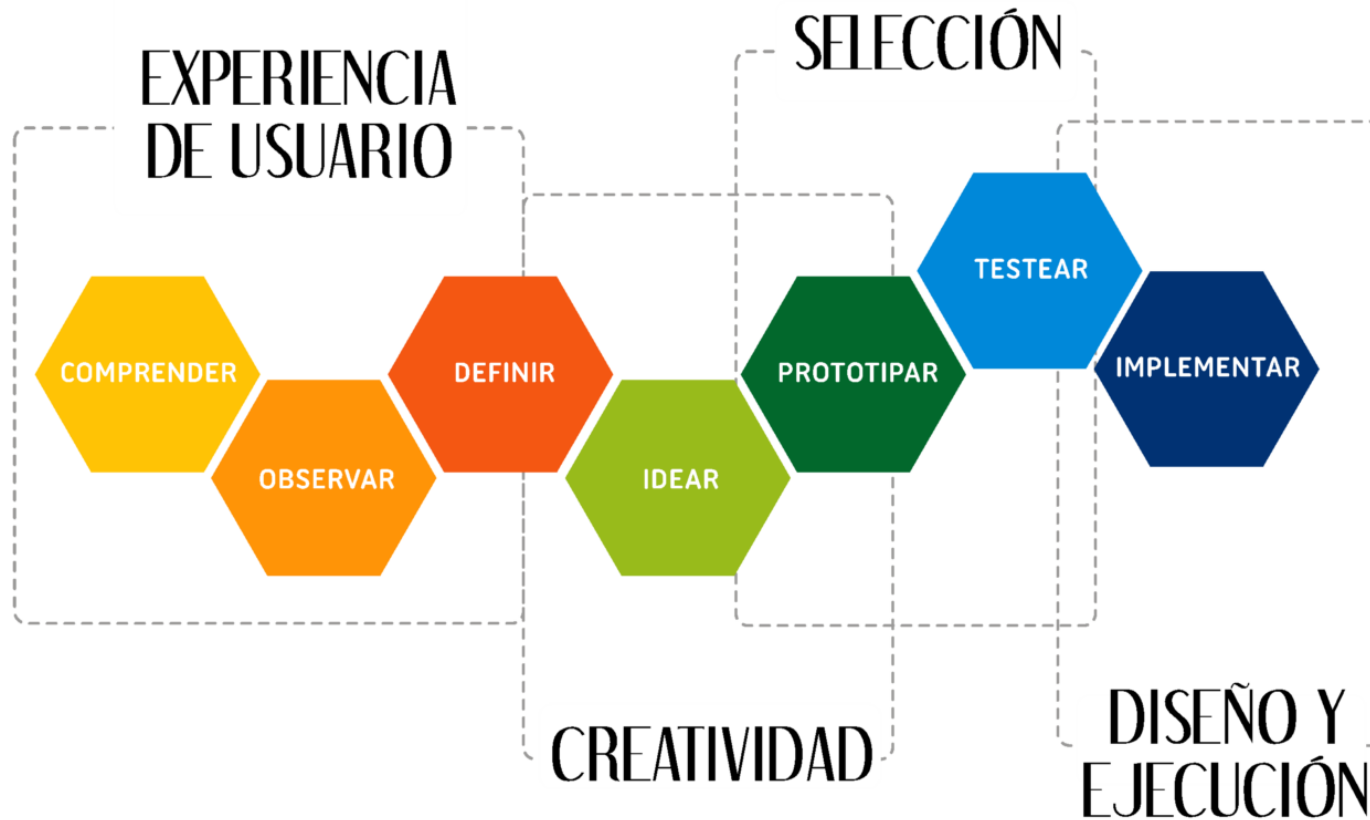 EXPERIENCIA
DE USUARIO
SELECCIÓN
COMPRENDER
OBSERVAR
DEFINIR
IDEAR
PROTOTIPAR
TESTEAR
IMPLEMENTAR
CREATIVIDAD
DISEÑO Y
EJECUCIÓN